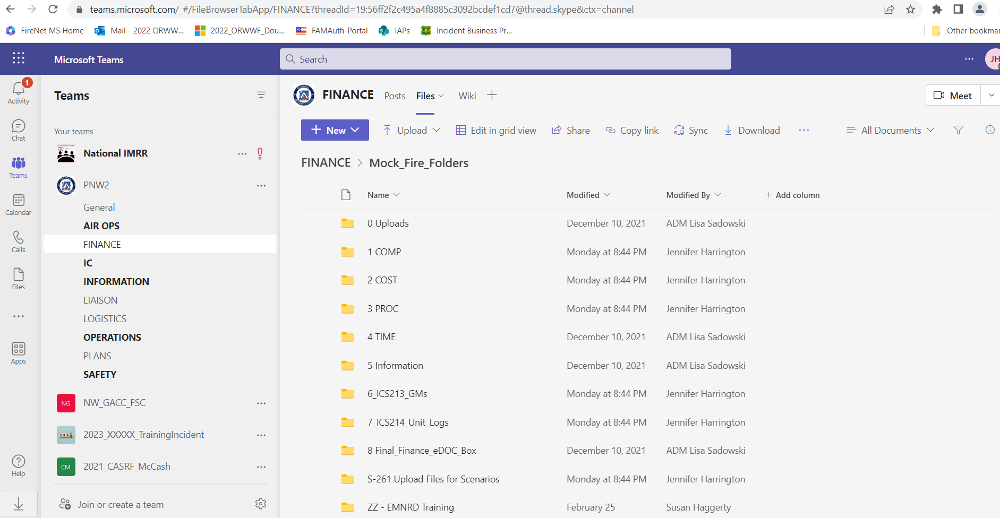 teams.microsoft.com/_#/FileBrowserTabApp/FINANCE?threadId=19:56ff2f2c495a4f8885c3092bcdef1cd7@thread.skype&ctx=channel
FireNet MS Home
Mail - 2022 ORWW...
2022_ORWWF_Dou...
FAMAuth-Portal
IAPs
Incident Business Pr...
Other bookmar
Microsoft Teams
Search
JH
1
Activity
Chat
Teams
Calendar
Calls
Files
Apps
Help
Teams
Your teams
National IMRR
PNW2
General
AIR OPS
FINANCE
IC
INFORMATION
LIAISON
LOGISTICS
OPERATIONS
PLANS
SAFETY
NG NW_GACC_FSC
2023_XXXXX_TrainingIncident
CM 2021_CASRF_McCash
Join or create a team
FINANCE Posts Files Wiki
Meet
New Upload Edit in grid view Share Copy link Sync Download All Documents
FINANCE > Mock_Fire_Folders
Name Modified Modified By + Add column
0 Uploads December 10, 2021 ADM Lisa Sadowski
1 COMP Monday at 8:44 PM Jennifer Harrington
2 COST Monday at 8:44 PM Jennifer Harrington
3 PROC Monday at 8:44 PM Jennifer Harrington
4 TIME December 10, 2021 ADM Lisa Sadowski
5 Information December 10, 2021 ADM Lisa Sadowski
6_ICS213_GMs Monday at 8:44 PM Jennifer Harrington
7_ICS214_Unit_Logs Monday at 8:44 PM Jennifer Harrington
8 Final_Finance_eDOC_Box December 10, 2021 ADM Lisa Sadowski
S-261 Upload Files for Scenarios Monday at 8:44 PM Jennifer Harrington
ZZ - EMNRD Training February 25 Susan Haggerty